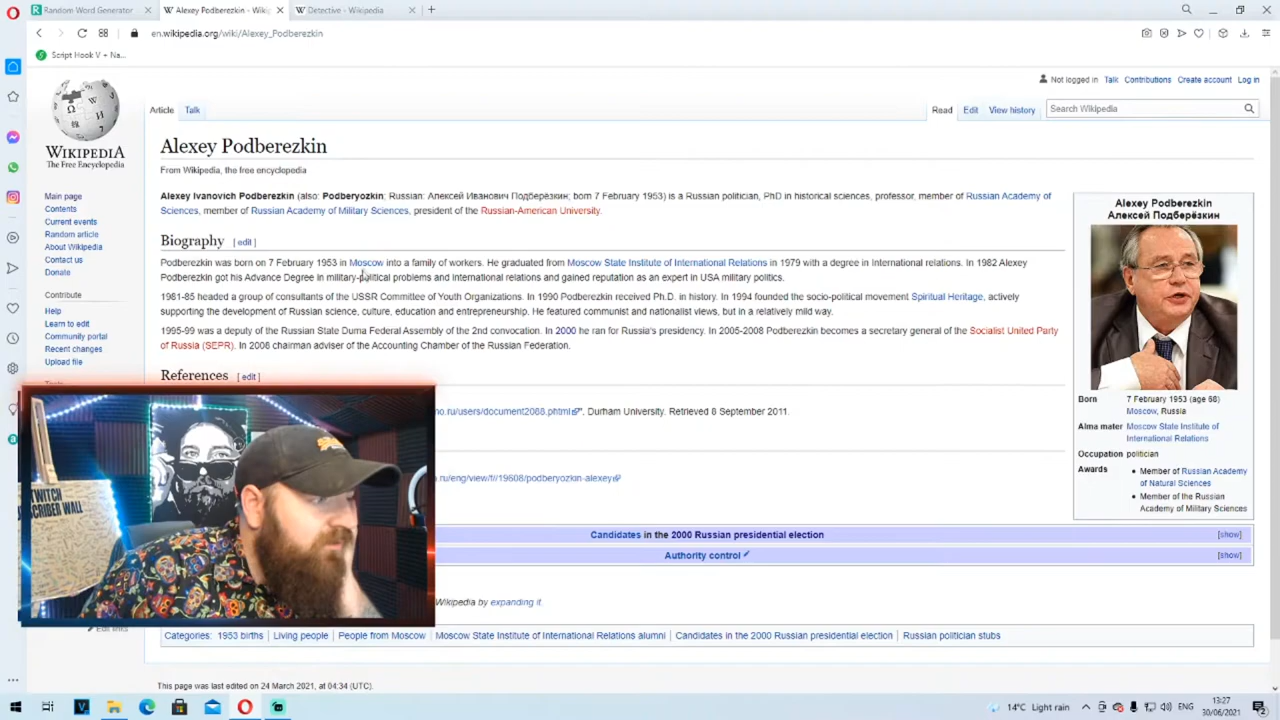 Random Word Generator
Alexey Podberezkin - Wiki
Detective - Wikipedia
en.wikipedia.org/wiki/Alexey_Podberezkin
Script Hook V + Na...
Not logged in Talk Contributions Create account Log in
Article Talk
Read Edit View history
Search Wikipedia
WIKIPEDIA
The Free Encyclopedia
Main page
Contents
Current events
Random article
About Wikipedia
Contact us
Donate
Contribute
Help
Learn to edit
Community portal
Recent changes
Upload file
Alexey Podberezkin
From Wikipedia, the free encyclopedia
Alexey Ivanovich Podberezkin (also: Podberyozkin; Russian: Алексей Иванович Подберёзкин; born 7 February 1953) is a Russian politician, PhD in historical sciences, professor, member of Russian Academy of
Sciences, member of Russian Academy of Military Sciences, president of the Russian-American University.
Biography [ edit ]
Podberezkin was born on 7 February 1953 in Moscow into a family of workers. He graduated from Moscow State Institute of International Relations in 1979 with a degree in International relations. In 1982 Alexey
Podberezkin got his Advance Degree in military-political problems and international relations and gained reputation as an expert in USA military politics.
1981-85 headed a group of consultants of the USSR Committee of Youth Organizations. In 1990 Podberezkin received Ph.D. in history. In 1994 founded the socio-political movement Spiritual Heritage, actively
supporting the development of Russian science, culture, education and entrepreneurship. He featured communist and nationalist views, but in a relatively mild way.
1995-99 was a deputy of the Russian State Duma Federal Assembly of the 2nd convocation. In 2000 he ran for Russia's presidency. In 2005-2008 Podberezkin becomes a secretary general of the Socialist United Party
of Russia (SEPR). In 2006 chairman adviser of the Accounting Chamber of the Russian Federation.
References [ edit ]
no.ru/users/document2088.phtml", Durham University. Retrieved 8 September 2011.
a.ru/eng/view/f//19608/podberyozkin-alexey
Candidates in the 2000 Russian presidential election [show]
Authority control [show]
Wikipedia by expanding it.
Edit links
Categories: 1953 births Living people People from Moscow Moscow State Institute of International Relations alumni Candidates in the 2000 Russian presidential election Russian politician stubs
This page was last edited on 24 March 2021, at 04:34 (UTC).
Alexey Podberezkin
Алексей Подберёзкин
Born 7 February 1953 (age 68)
Moscow, Russia
Alma mater Moscow State Institute of
International Relations
Occupation politician
Awards Member of Russian Academy
of Natural Sciences
Member of the Russian
Academy of Military Sciences
TWITCH
WALL
14°C Light rain
ENG
13:27
30/06/2021
2